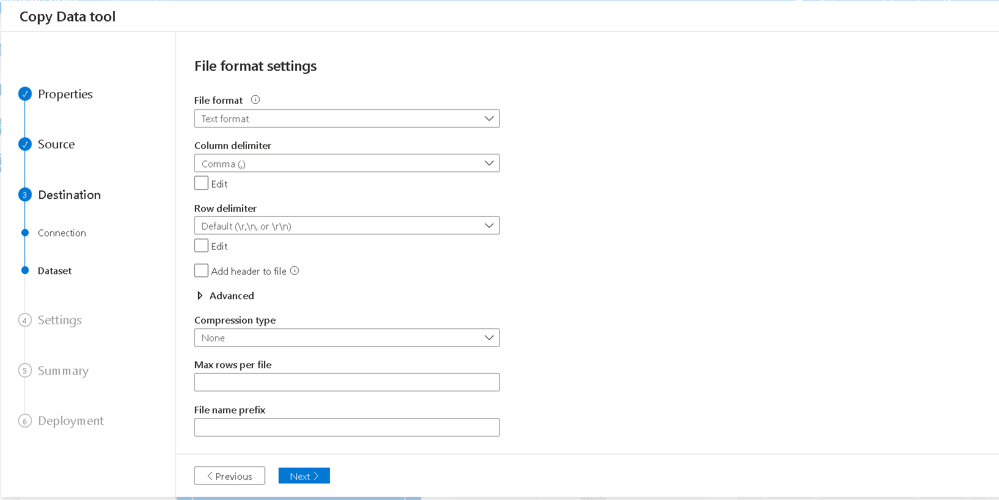 Copy Data tool
Properties
Source
3 Destination
Connection
Dataset
4 Settings
5 Summary
6 Deployment
File format settings
File format
Text format
Column delimiter
Comma (,)
Edit
Row delimiter
Default (\r,\n, or \r\n)
Edit
Add header to file
Advanced
Compression type
None
Max rows per file
File name prefix
Previous
Next